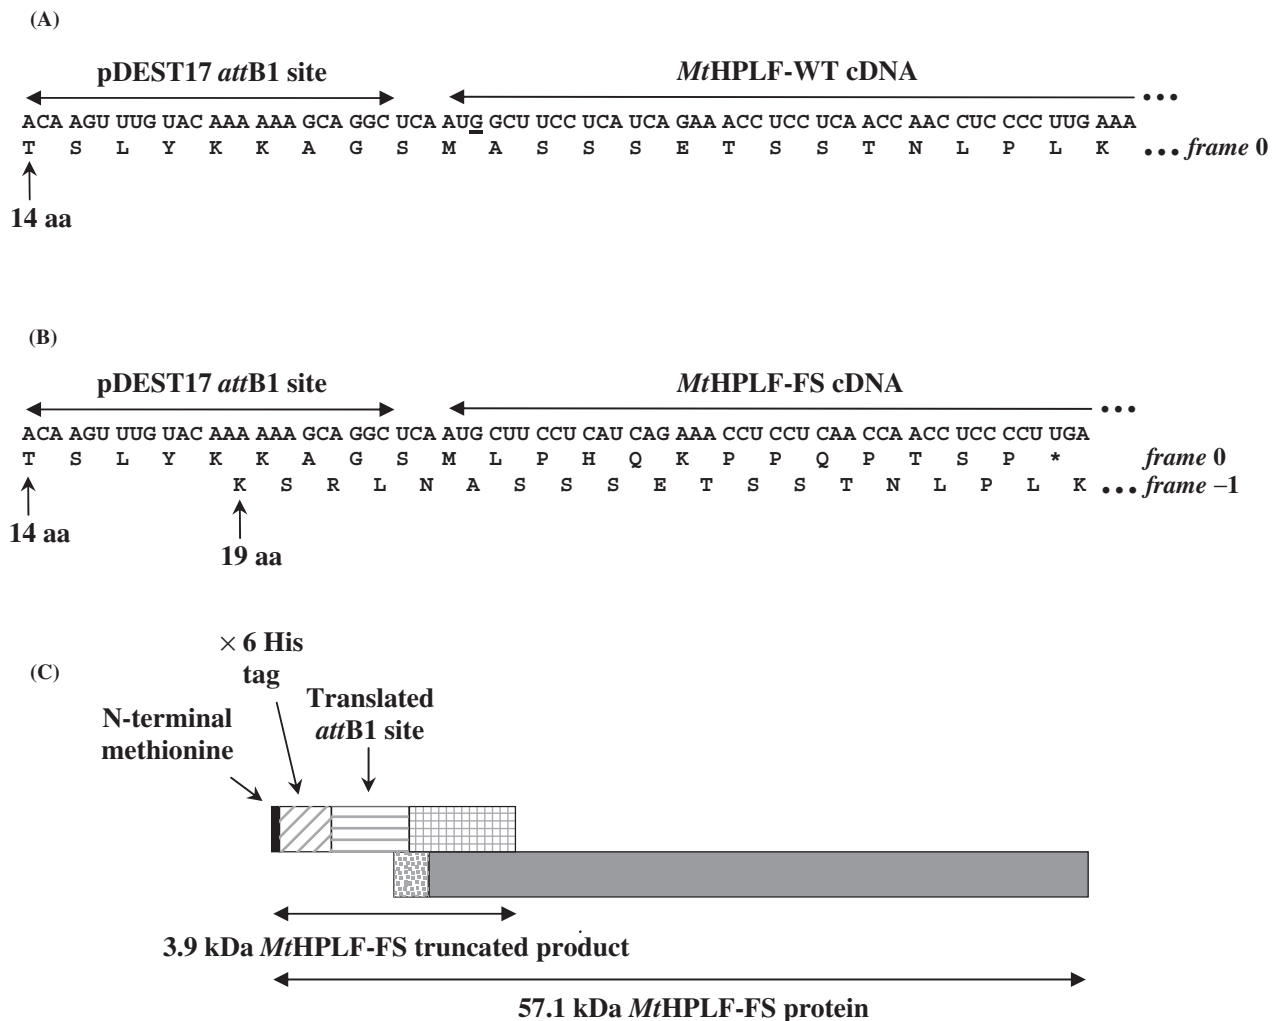 (A)
pDEST17 attB1 site
MtHPLF-WT cDNA
•••
ACA AGU UUG UAC AAA AAA GCA GGC UCA AUG GCU UCC UCA UCA GAA ACC UCC UCA ACC AAC CUC CCC UUG AAA
T S L Y K K A G S M A S S S E T S S T N L P L K ••• frame 0
14 aa
(B)
pDEST17 attB1 site
MtHPLF-FS cDNA
•••
ACA AGU UUG UAC AAA AAA GCA GGC UCA AUG CUU CCU CAU CAG AAA CCU CCU CAA CCA ACC UCC CCU UGA
T S L Y K K A G S M L P H Q K P P Q P T S P * frame 0
K S R L N A S S S E T S S T N L P L K ••• frame –1
14 aa
19 aa
× 6 His
tag
(C)
Translated
attB1 site
N-terminal
methionine
3.9 kDa MtHPLF-FS truncated product
57.1 kDa MtHPLF-FS protein